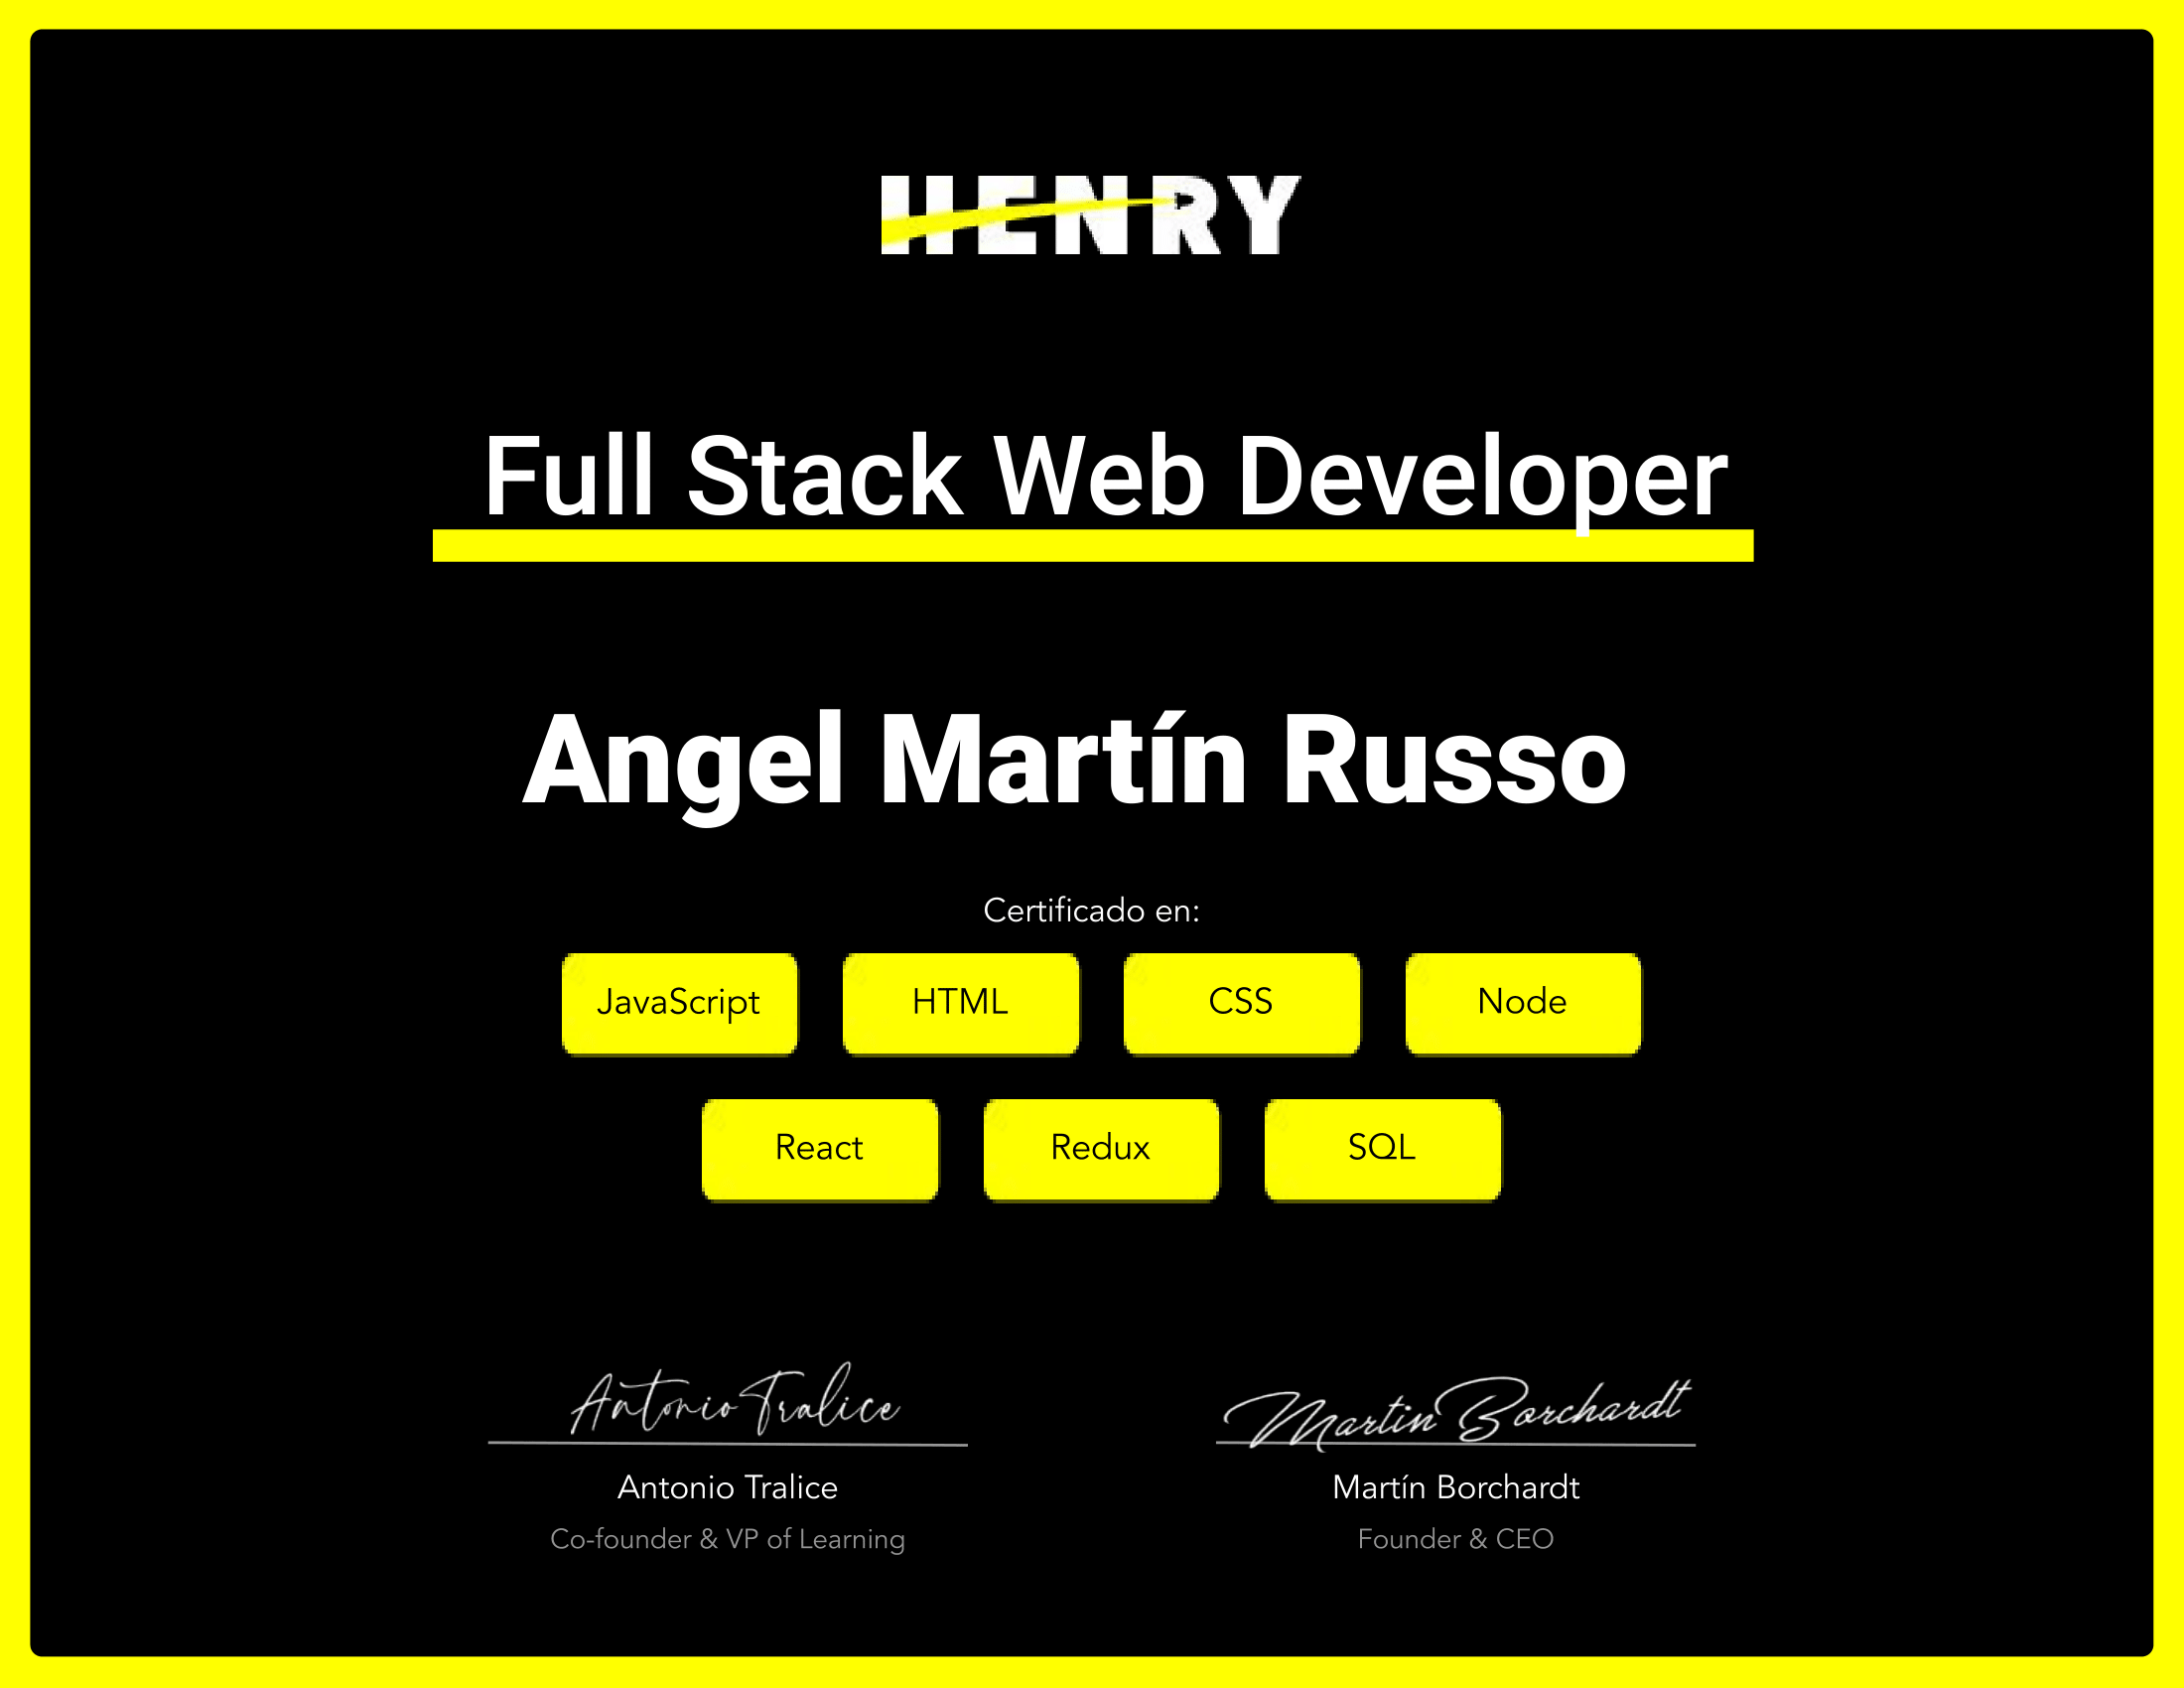 HENRY
Full Stack Web Developer
Angel Martín Russo
Certificado en:
JavaScript HTML CSS Node
React Redux SQL
Antonio Tralice Martin Borchardt
Antonio Tralice Martín Borchardt
Co-founder & VP of Learning Founder & CEO